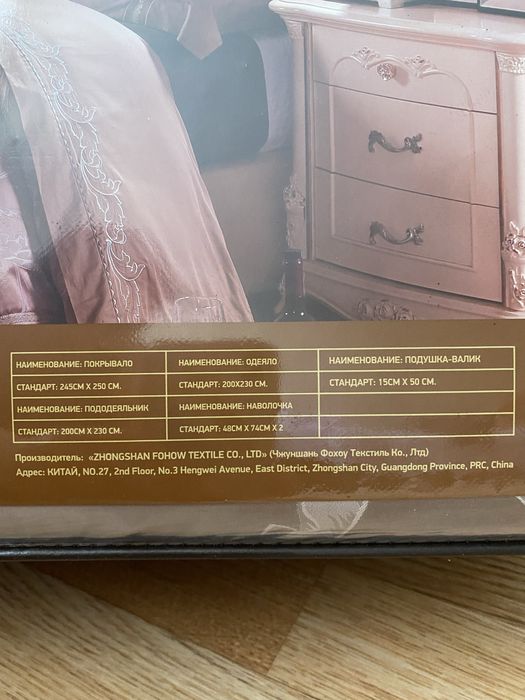 НАИМЕНОВАНИЕ: ПОКРЫВАЛО
НАИМЕНОВАНИЕ: ОДЕЯЛО
НАИМЕНОВАНИЕ: ПОДУШКА-ВАЛИК
СТАНДАРТ: 245СМ X 250 СМ.
СТАНДАРТ: 200X230 СМ.
СТАНДАРТ: 15СМ X 50 СМ.
НАИМЕНОВАНИЕ: ПОДОДЕЯЛЬНИК
НАИМЕНОВАНИЕ: НАВОЛОЧКА
СТАНДАРТ: 200СМ X 230 СМ.
СТАНДАРТ: 48СМ X 74СМ X 2
Производитель: «ZHONGSHAN FOHOW TEXTILE CO., LTD» (Чжуншань Фохоу Текстиль Ко., Лтд)
Адрес: КИТАЙ, NO.27, 2nd Floor, No.3 Hengwei Avenue, East District, Zhongshan City, Guangdong Province, PRC, China